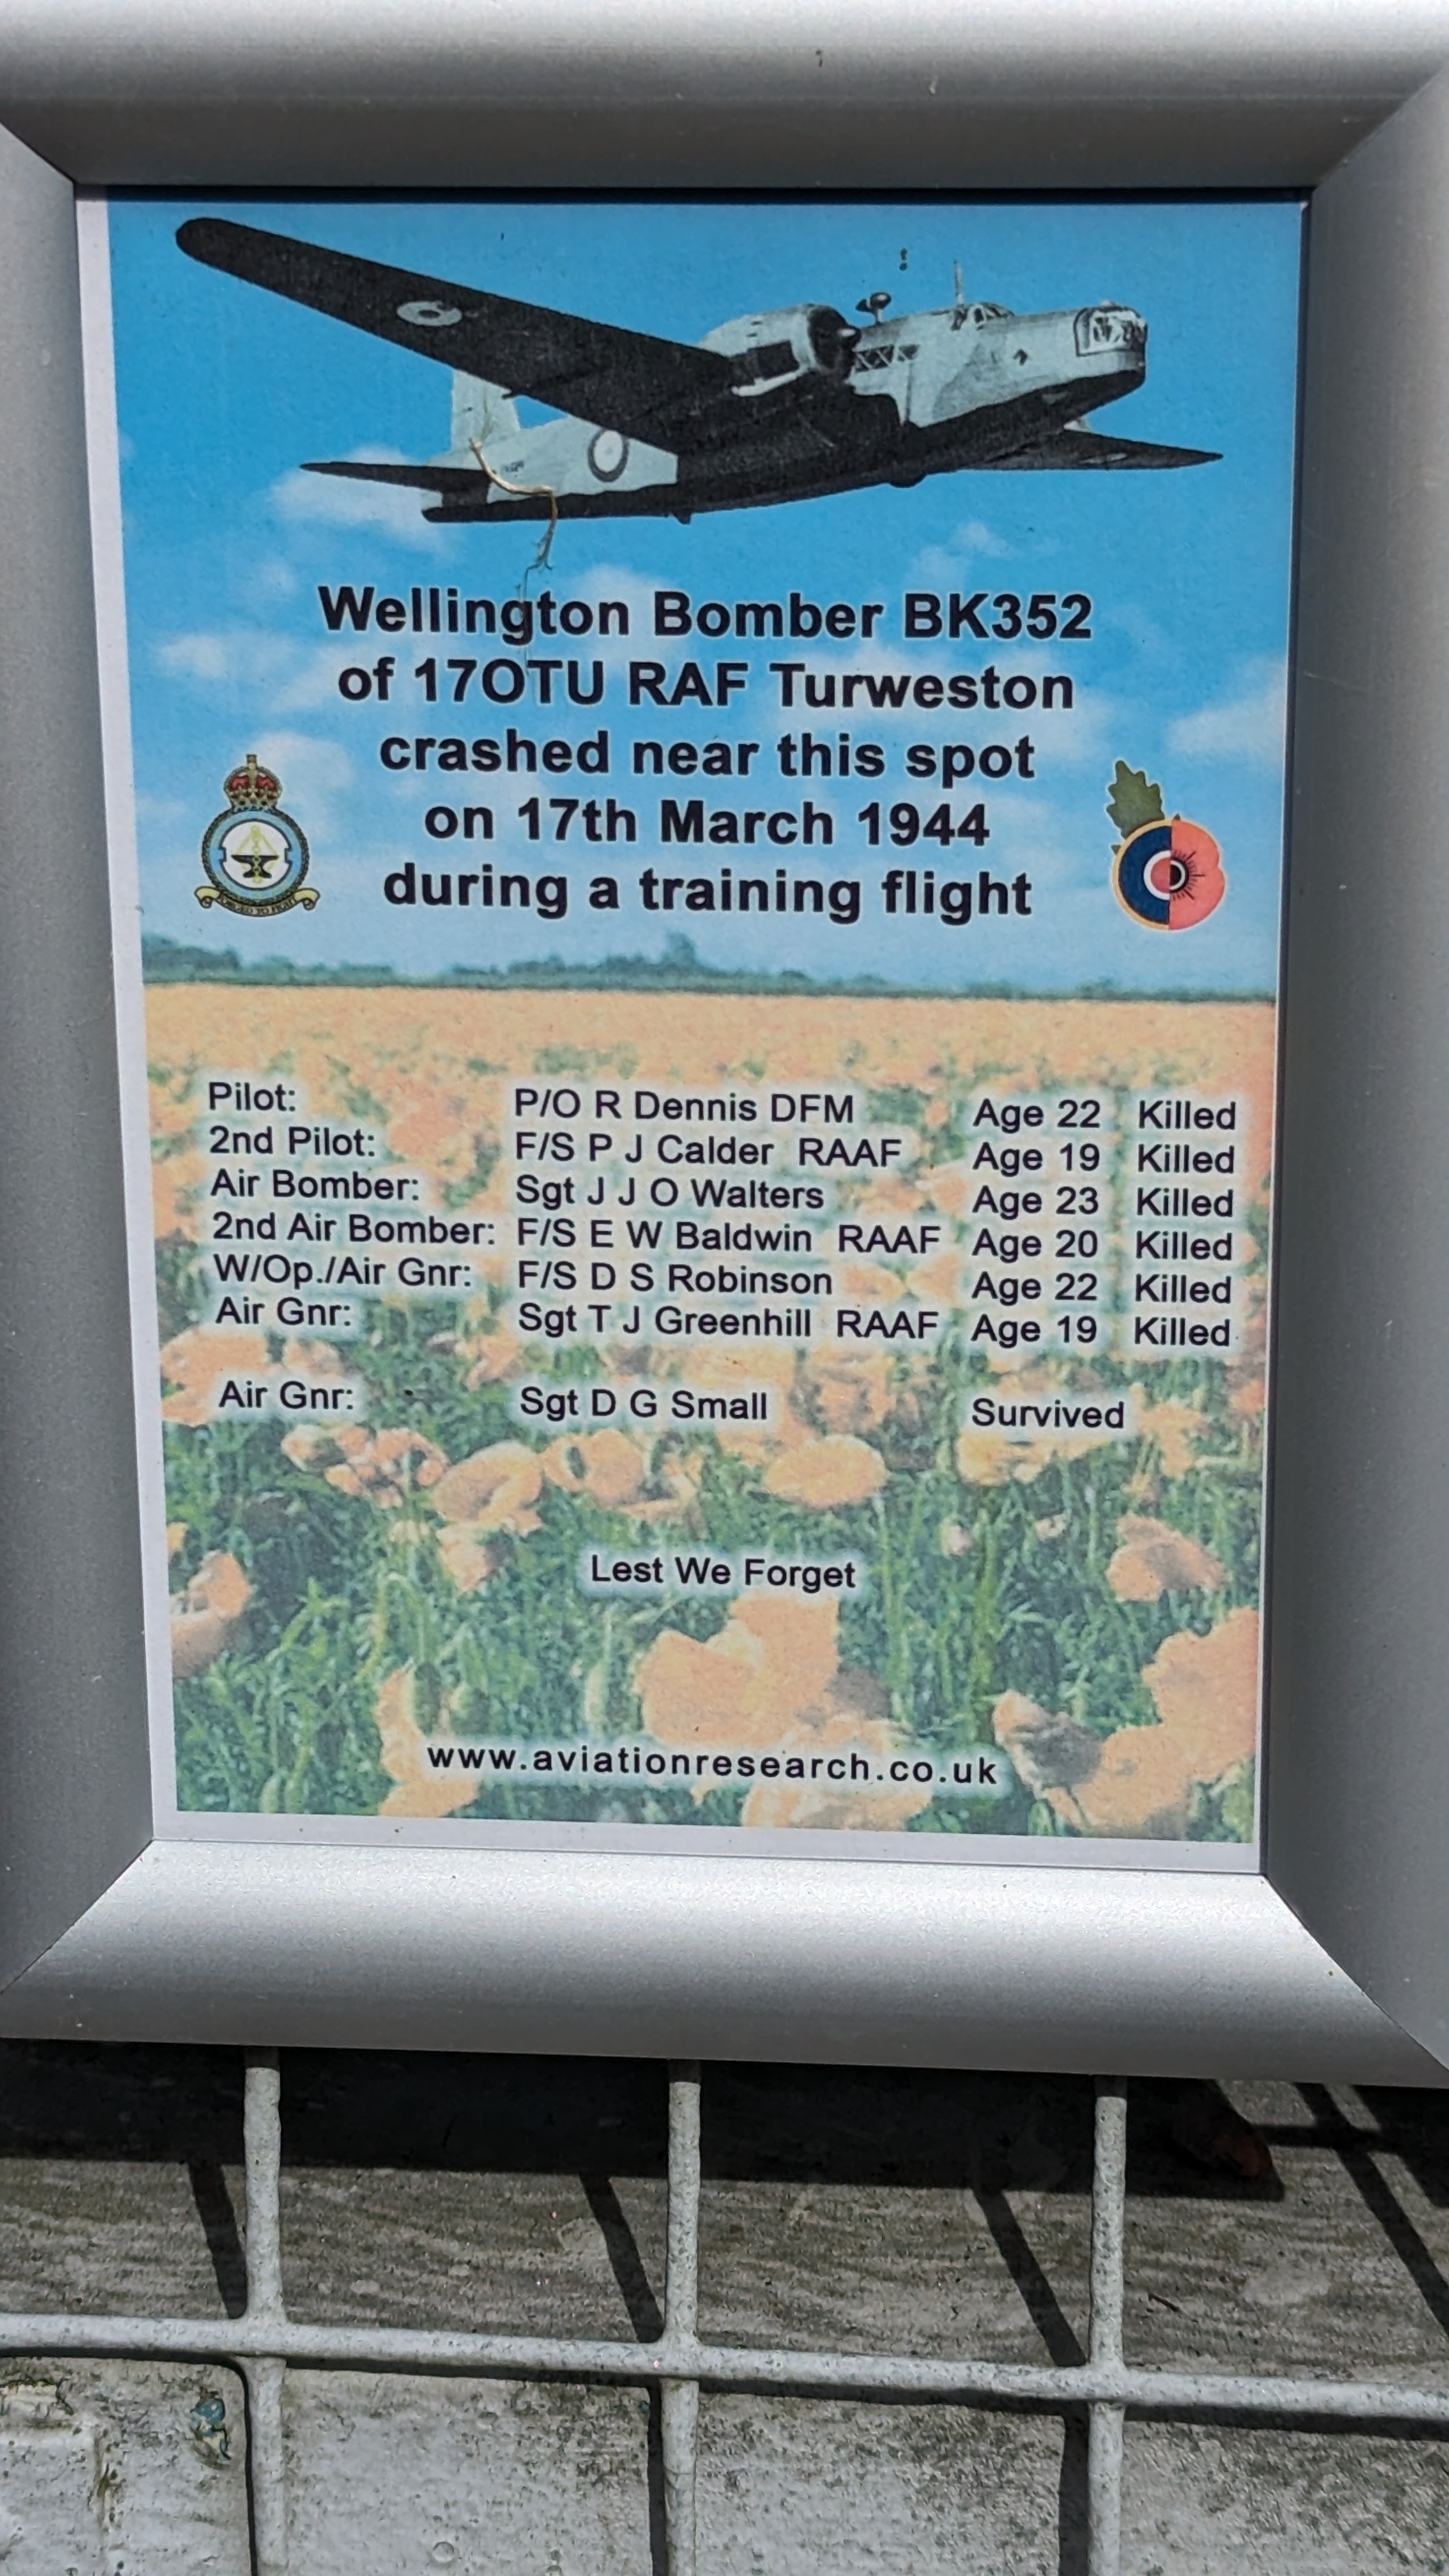 Wellington Bomber BK352
of 17OTU RAF Turweston
crashed near this spot
on 17th March 1944
during a training flight
Pilot: P/O R Dennis DFM Age 22 Killed
2nd Pilot: F/S P J Calder RAAF Age 19 Killed
Air Bomber: Sgt J J O Walters Age 23 Killed
2nd Air Bomber: F/S E W Baldwin RAAF Age 20 Killed
W/Op./Air Gnr: F/S D S Robinson Age 22 Killed
Air Gnr: Sgt T J Greenhill RAAF Age 19 Killed
Air Gnr: Sgt D G Small Survived
Lest We Forget
www.aviationresearch.co.uk